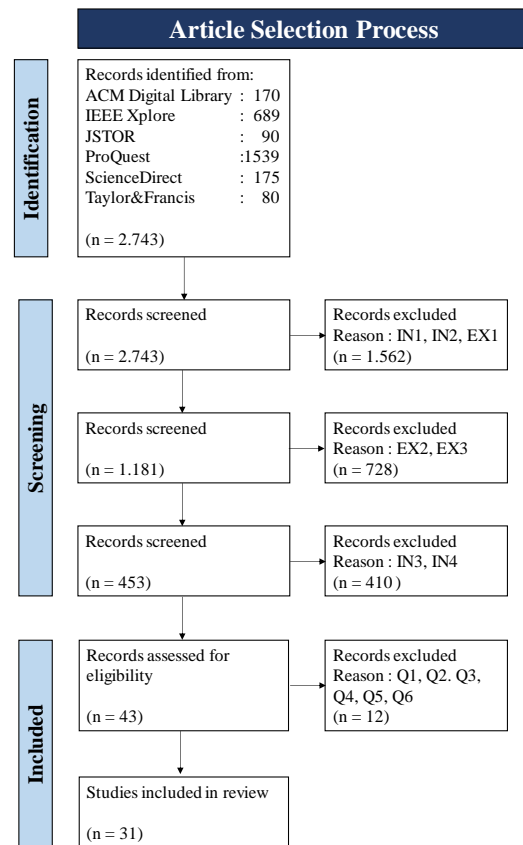 Article Selection Process
Identification
Records identified from:
ACM Digital Library : 170
IEEE Xplore : 689
JSTOR : 90
ProQuest :1539
ScienceDirect : 175
Taylor&Francis : 80
(n = 2.743)
Screening
Records screened
(n = 2.743)
Records excluded
Reason : IN1, IN2, EX1
(n = 1.562)
Records screened
(n = 1.181)
Records excluded
Reason : EX2, EX3
(n = 728)
Records screened
(n = 453)
Records excluded
Reason : IN3, IN4
(n = 410 )
Included
Records assessed for
eligibility
(n = 43)
Records excluded
Reason : Q1, Q2. Q3,
Q4, Q5, Q6
(n = 12)
Studies included in review
(n = 31)